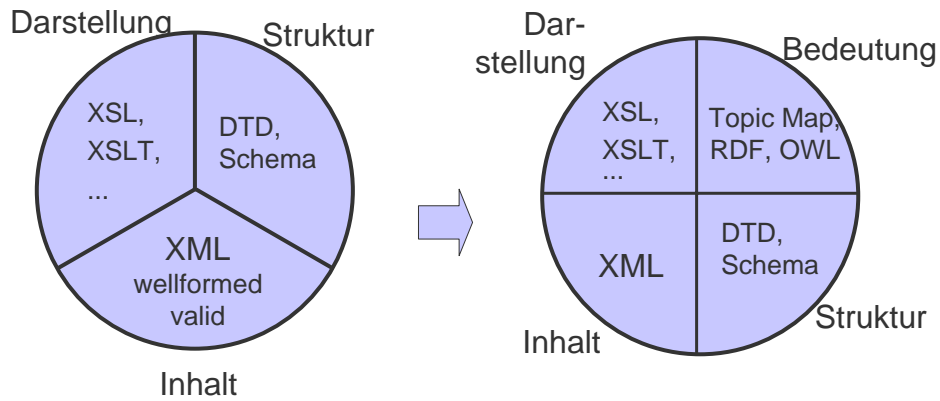 Darstellung
Struktur
XSL,
XSLT,
...
DTD,
Schema
XML
wellformed
valid
Inhalt
Dar-
stellung
Bedeutung
XSL,
XSLT,
...
Topic Map,
RDF, OWL
XML
DTD,
Schema
Inhalt
Struktur